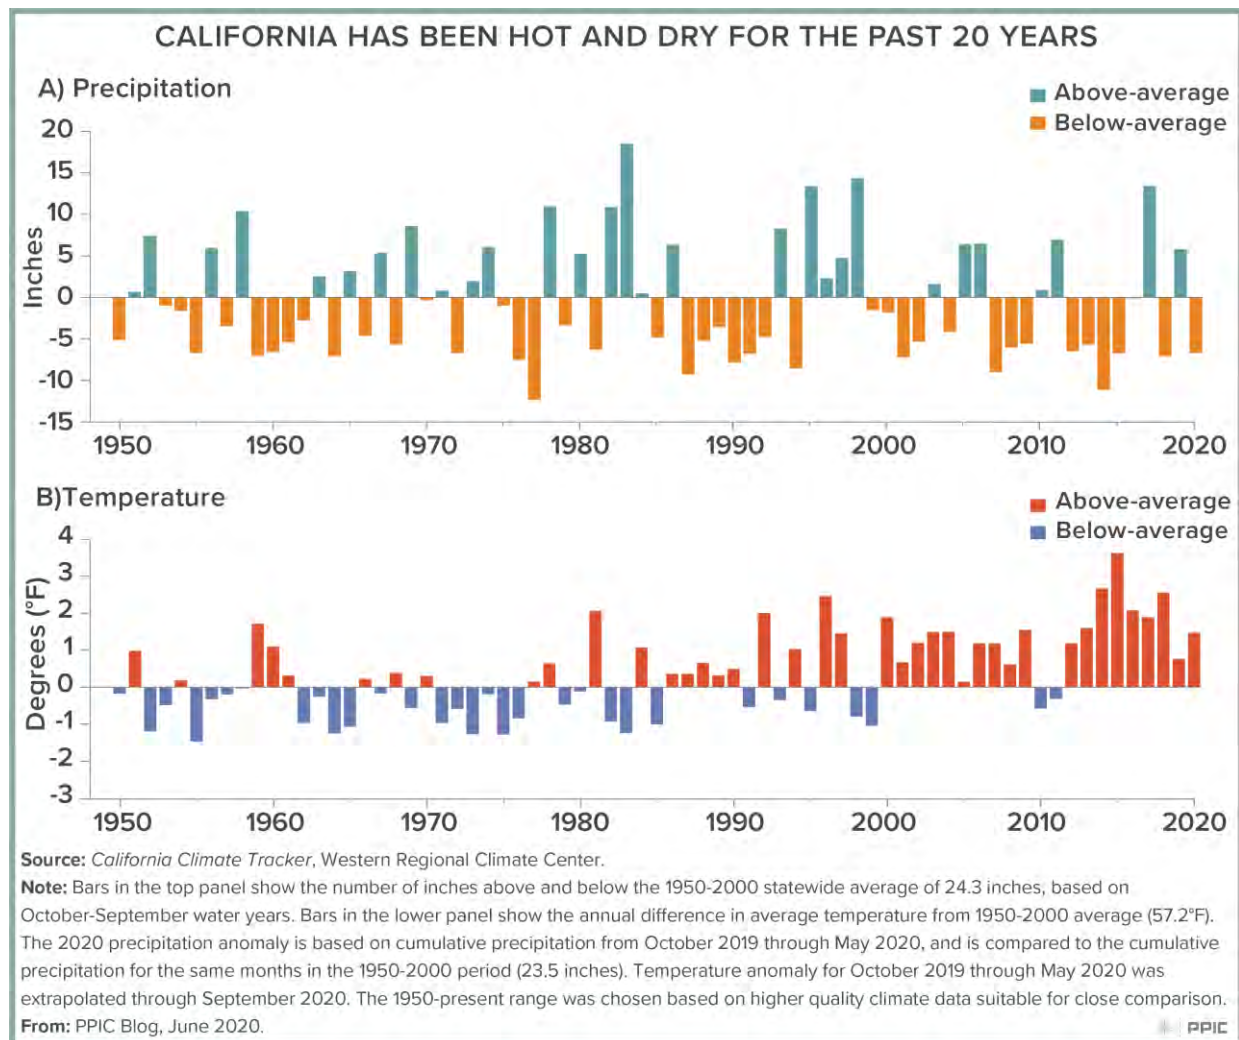 CALIFORNIA HAS BEEN HOT AND DRY FOR THE PAST 20 YEARS
A) Precipitation
Above-average
Below-average
Inches
20
15
10
5
0
-5
-10
-15
1950 1960 1970 1980 1990 2000 2010 2020
B)Temperature
Above-average
Below-average
Degrees (°F)
4
3
2
1
0
-1
-2
-3
1950 1960 1970 1980 1990 2000 2010 2020
Source: California Climate Tracker, Western Regional Climate Center.
Note: Bars in the top panel show the number of inches above and below the 1950-2000 statewide average of 24.3 inches, based on
October-September water years. Bars in the lower panel show the annual difference in average temperature from 1950-2000 average (57.2°F).
The 2020 precipitation anomaly is based on cumulative precipitation from October 2019 through May 2020, and is compared to the cumulative
precipitation for the same months in the 1950-2000 period (23.5 inches). Temperature anomaly for October 2019 through May 2020 was
extrapolated through September 2020. The 1950-present range was chosen based on higher quality climate data suitable for close comparison.
From: PPIC Blog, June 2020.
PPIC